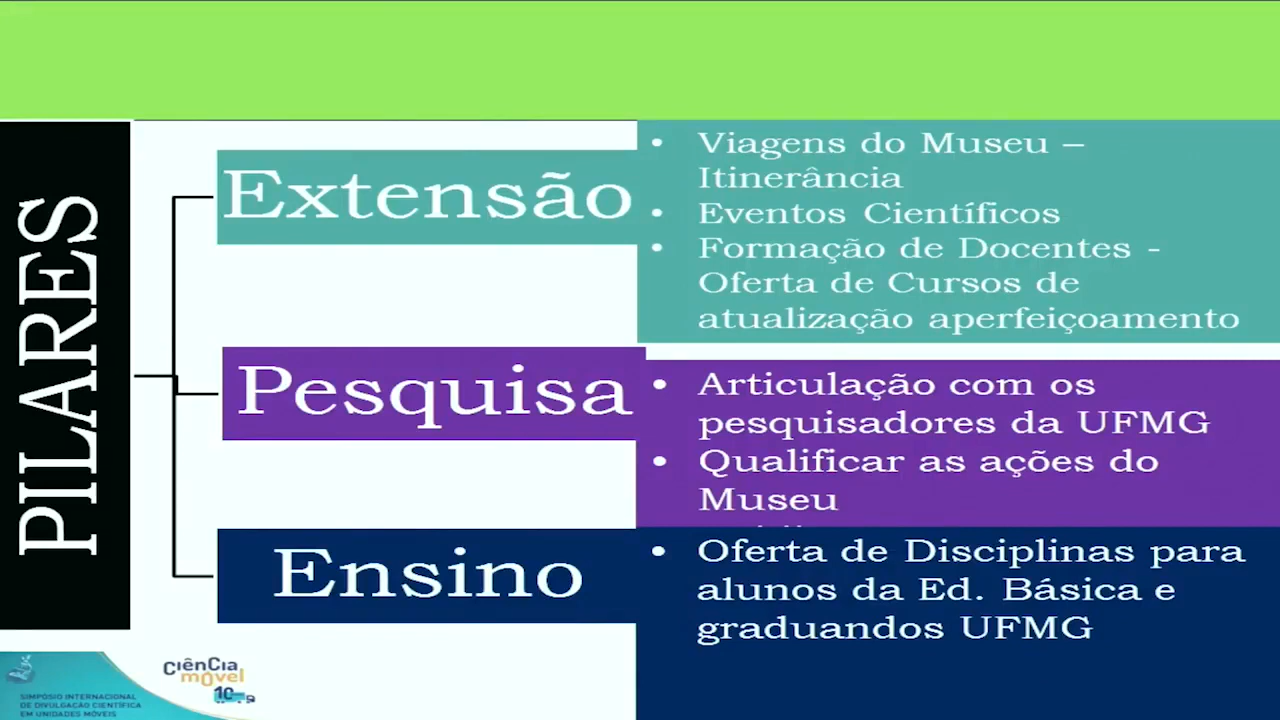 PILARES
Extensão
Viagens do Museu –
Itinerância
Eventos Científicos
Formação de Docentes -
Oferta de Cursos de
atualização aperfeiçoamento
Pesquisa
Articulação com os
pesquisadores da UFMG
Qualificar as ações do
Museu
Ensino
Oferta de Disciplinas para
alunos da Ed. Básica e
graduandos UFMG
SIMPÓSIO INTERNACIONAL
DE DIVULGAÇÃO CIENTÍFICA
EM UNIDADES MÓVEIS
CiênCia
móvel
10